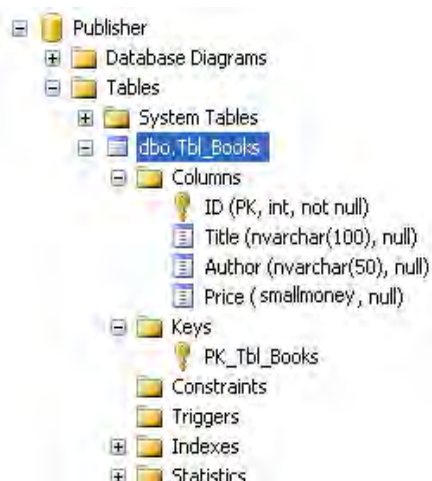 Publisher
Database Diagrams
Tables
System Tables
dbo.Tbl_Books
Columns
ID (PK, int, not null)
Title (nvarchar(100), null)
Author (nvarchar(50), null)
Price ( smallmoney , null)
Keys
PK_Tbl_Books
Constraints
Triggers
Indexes
Statistics